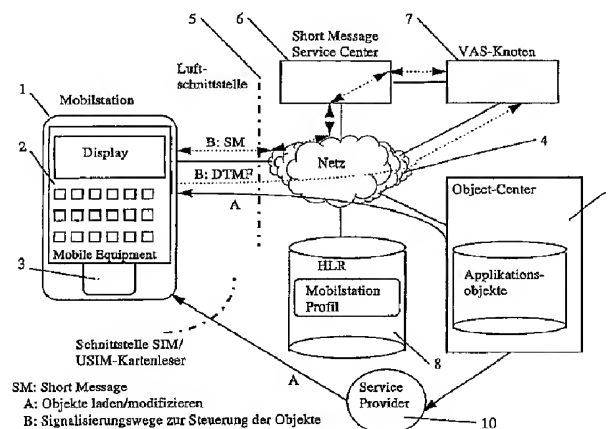 5
6
7
Short Message
Service Center
VAS-Knoten
Luft-
schnittstelle
1
Mobilstation
2
Display
B: SM
B: DTMF
A
Netz
4
Object-Center
Mobile Equipment
3
HLR
Mobilstation
Profil
Applikations-
objekte
Schnittstelle SIM/
USIM-Kartenleser
8
A
SM: Short Message
A: Objekte laden/modifizieren
B: Signalisierungswege zur Steuerung der Objekte
Service
Provider
10